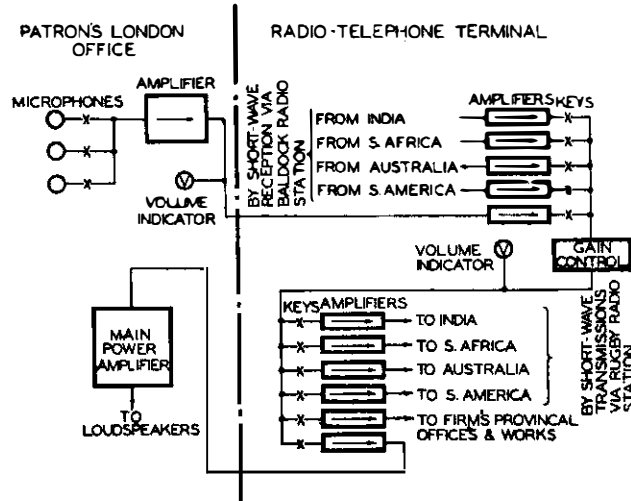 PATRON'S LONDON
OFFICE
RADIO-TELEPHONE TERMINAL
AMPLIFIER
MICROPHONES
V
VOLUME
INDICATOR
BY SHORT-WAVE
RECEPTION VIA
BALDOCK RADIO
STATION
AMPLIFIERS
KEYS
FROM INDIA
FROM S. AFRICA
FROM AUSTRALIA
FROM S. AMERICA
VOLUME
INDICATOR
V
GAIN
CONTROL
MAIN
POWER
AMPLIFIER
TO
LOUDSPEAKERS
KEYS
AMPLIFIERS
TO INDIA
TO S. AFRICA
TO AUSTRALIA
TO S. AMERICA
TO FIRM'S PROVINCAL
OFFICES & WORKS
BY SHORT-WAVE
TRANSMISSIONS
VIA RUGBY RADIO
STATION